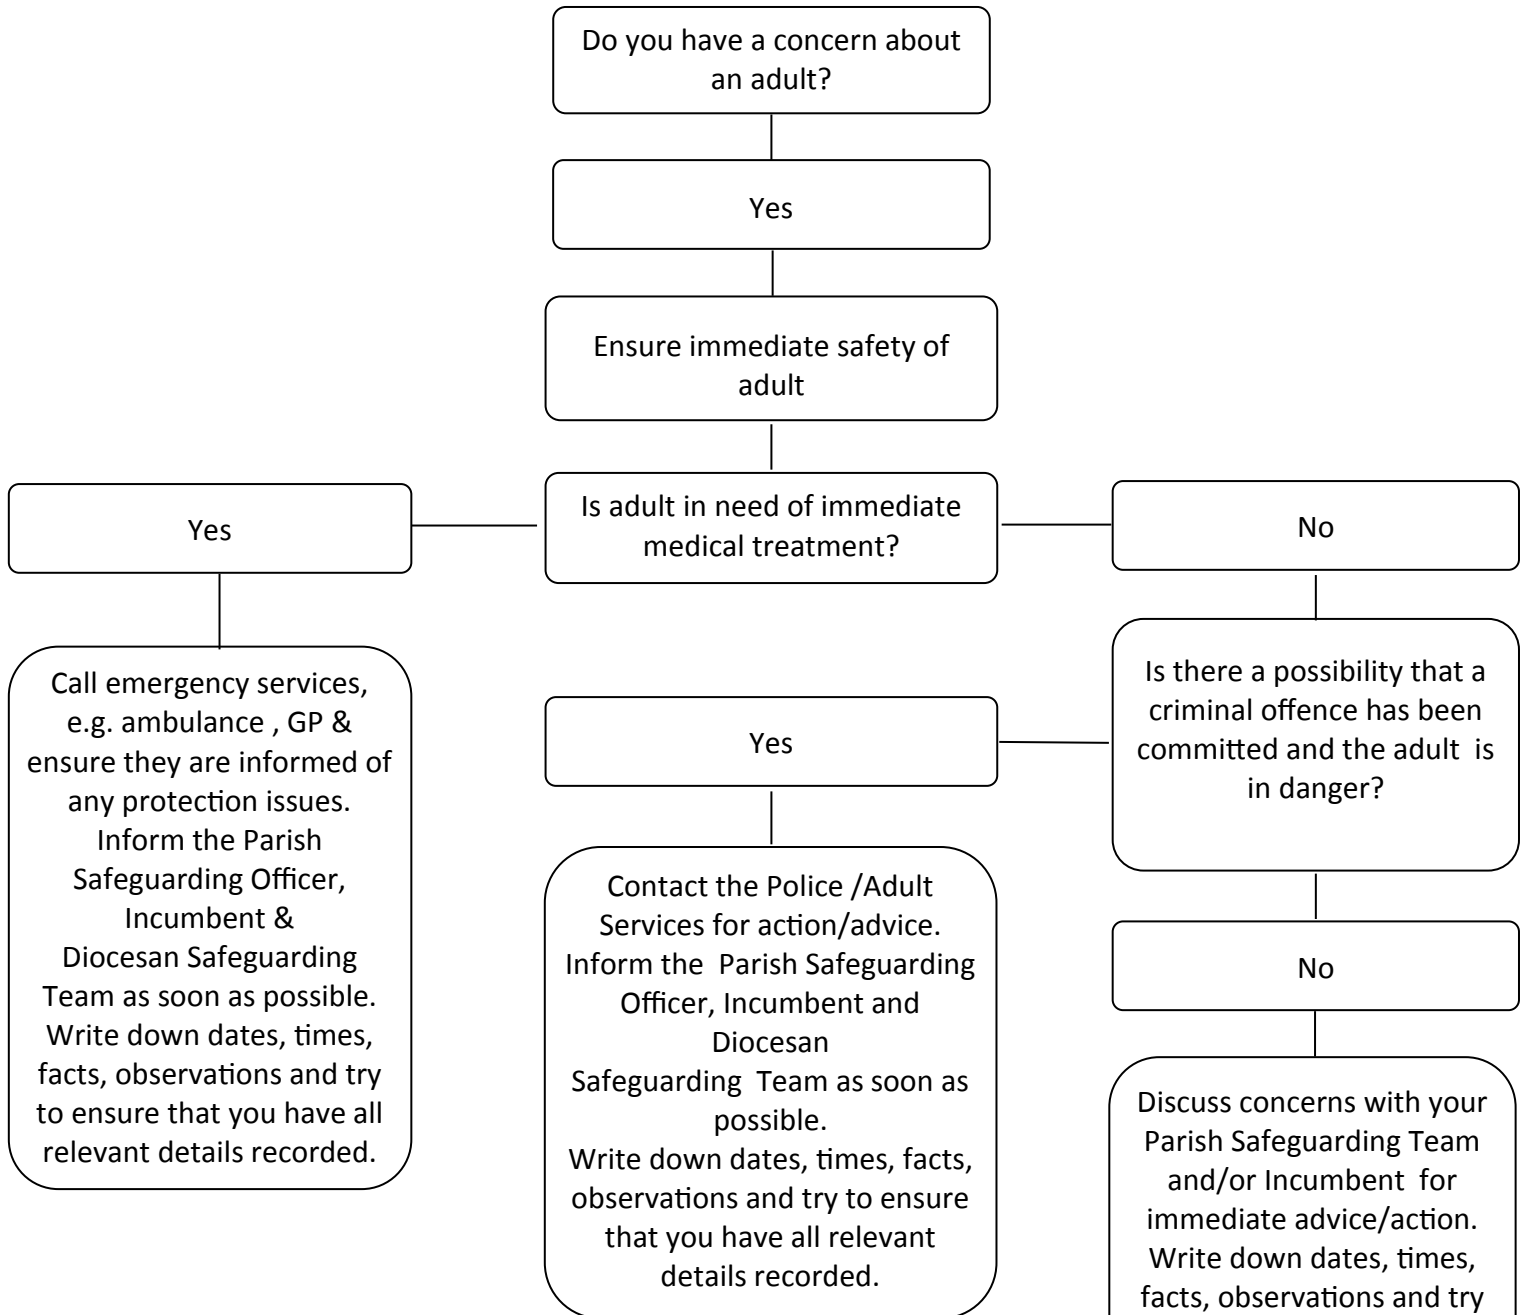 Do you have a concern about
an adult?
Yes
Ensure immediate safety of
adult
Is adult in need of immediate
medical treatment?
Yes
Call emergency services,
e.g. ambulance , GP &
ensure they are informed of
any protection issues.
Inform the Parish
Safeguarding Officer,
Incumbent &
Diocesan Safeguarding
Team as soon as possible.
Write down dates, times,
facts, observations and try
to ensure that you have all
relevant details recorded.
No
Is there a possibility that a
criminal offence has been
committed and the adult is
in danger?
Yes
Contact the Police /Adult
Services for action/advice.
Inform the Parish Safeguarding
Officer, Incumbent and
Diocesan
Safeguarding Team as soon as
possible.
Write down dates, times, facts,
observations and try to ensure
that you have all relevant
details recorded.
No
Discuss concerns with your
Parish Safeguarding Team
and/or Incumbent for
immediate advice/action.
Write down dates, times,
facts, observations and try